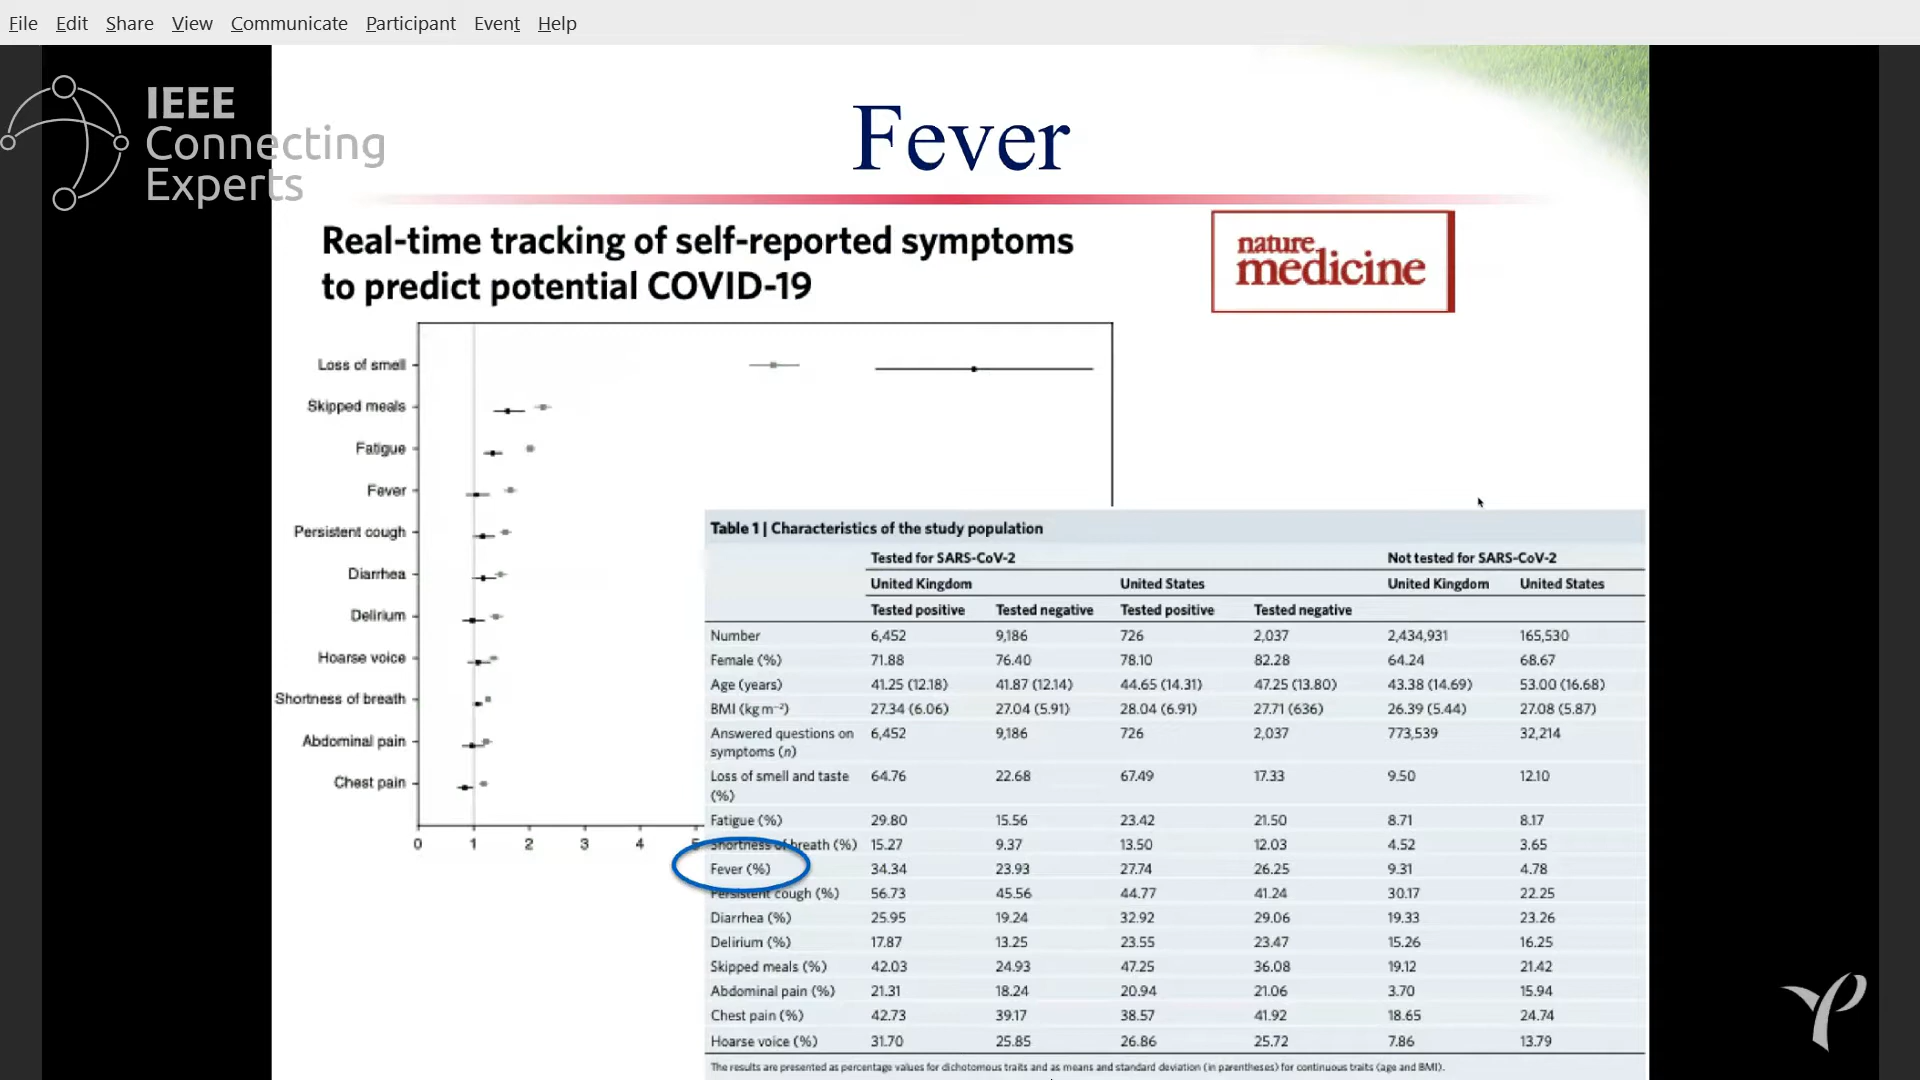 File Edit Share View Communicate Participant Event Help
IEEE
Connecting
Experts
Fever
Real-time tracking of self-reported symptoms
to predict potential COVID-19
nature
medicine
Loss of smell
Skipped meals
Fatigue
Fever
Persistent cough
Diarrhea
Delirium
Hoarse voice
Shortness of breath
Abdominal pain
Chest pain
0 1 2 3 4 5
Table 1 | Characteristics of the study population
Tested for SARS-CoV-2 Not tested for SARS-CoV-2
United Kingdom United States United Kingdom United States
Tested positive Tested negative Tested positive Tested negative
Number 6,452 9,186 726 2,037 2,434,931 165,530
Female (%) 71.88 76.40 78.10 82.28 64.24 68.67
Age (years) 41.25 (12.18) 41.87 (12.14) 44.65 (14.31) 47.25 (13.80) 43.38 (14.69) 53.00 (16.68)
BMI (kg m⁻²) 27.34 (6.06) 27.04 (5.91) 28.04 (6.91) 27.71 (636) 26.39 (5.44) 27.08 (5.87)
Answered questions on 6,452 9,186 726 2,037 773,539 32,214
symptoms (n)
Loss of smell and taste 64.76 22.68 67.49 17.33 9.50 12.10
(%)
Fatigue (%) 29.80 15.56 23.42 21.50 8.71 8.17
Shortness of breath (%) 15.27 9.37 13.50 12.03 4.52 3.65
Fever (%) 34.34 23.93 27.74 26.25 9.31 4.78
Persistent cough (%) 56.73 45.56 44.77 41.24 30.17 22.25
Diarrhea (%) 25.95 19.24 32.92 29.06 19.33 23.26
Delirium (%) 17.87 13.25 23.55 23.47 15.26 16.25
Skipped meals (%) 42.03 24.93 47.25 36.08 19.12 21.42
Abdominal pain (%) 21.31 18.24 20.94 21.06 3.70 15.94
Chest pain (%) 42.73 39.17 38.57 41.92 18.65 24.74
Hoarse voice (%) 31.70 25.85 26.86 25.72 7.86 13.79
The results are presented as percentage values for dichotomous traits and as means and standard deviation (in parentheses) for continuous traits (age and BMI).